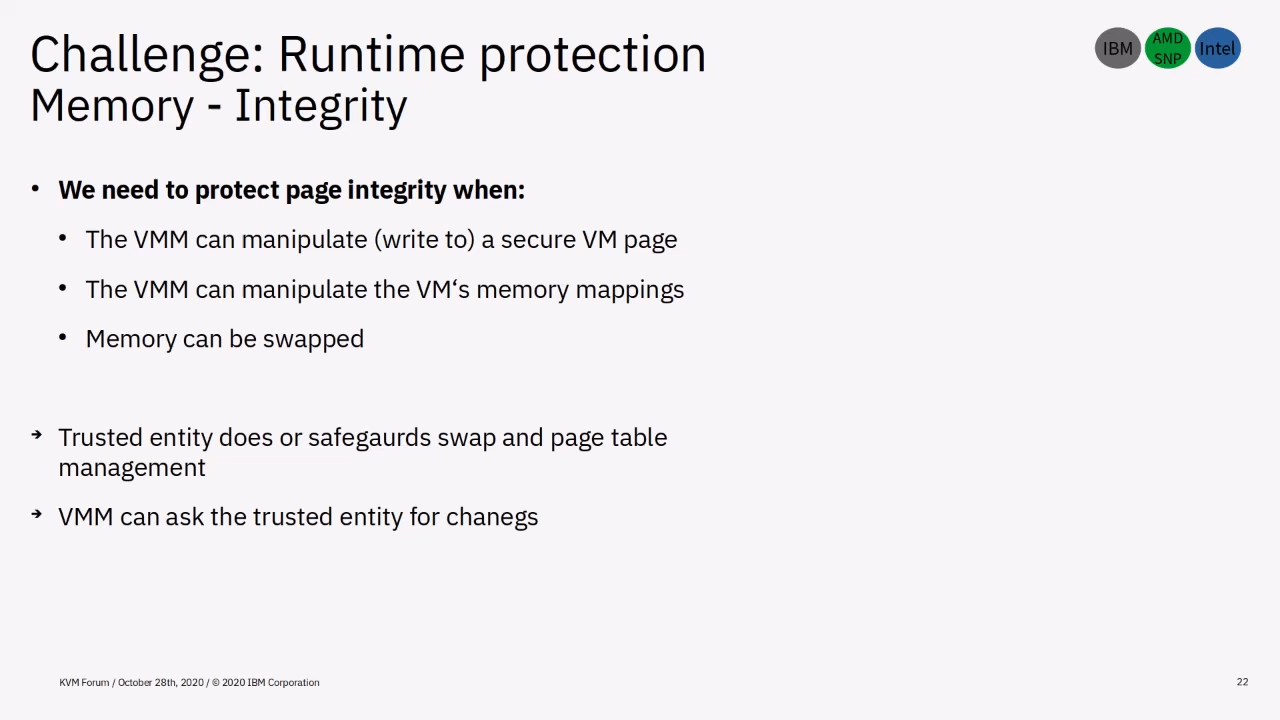 Challenge: Runtime protection
Memory - Integrity
IBM
AMD
SNP
Intel
• We need to protect page integrity when:
• The VMM can manipulate (write to) a secure VM page
• The VMM can manipulate the VM‘s memory mappings
• Memory can be swapped
➔ Trusted entity does or safegaurds swap and page table
management
➔ VMM can ask the trusted entity for chanegs
KVM Forum / October 28th, 2020 / © 2020 IBM Corporation
22